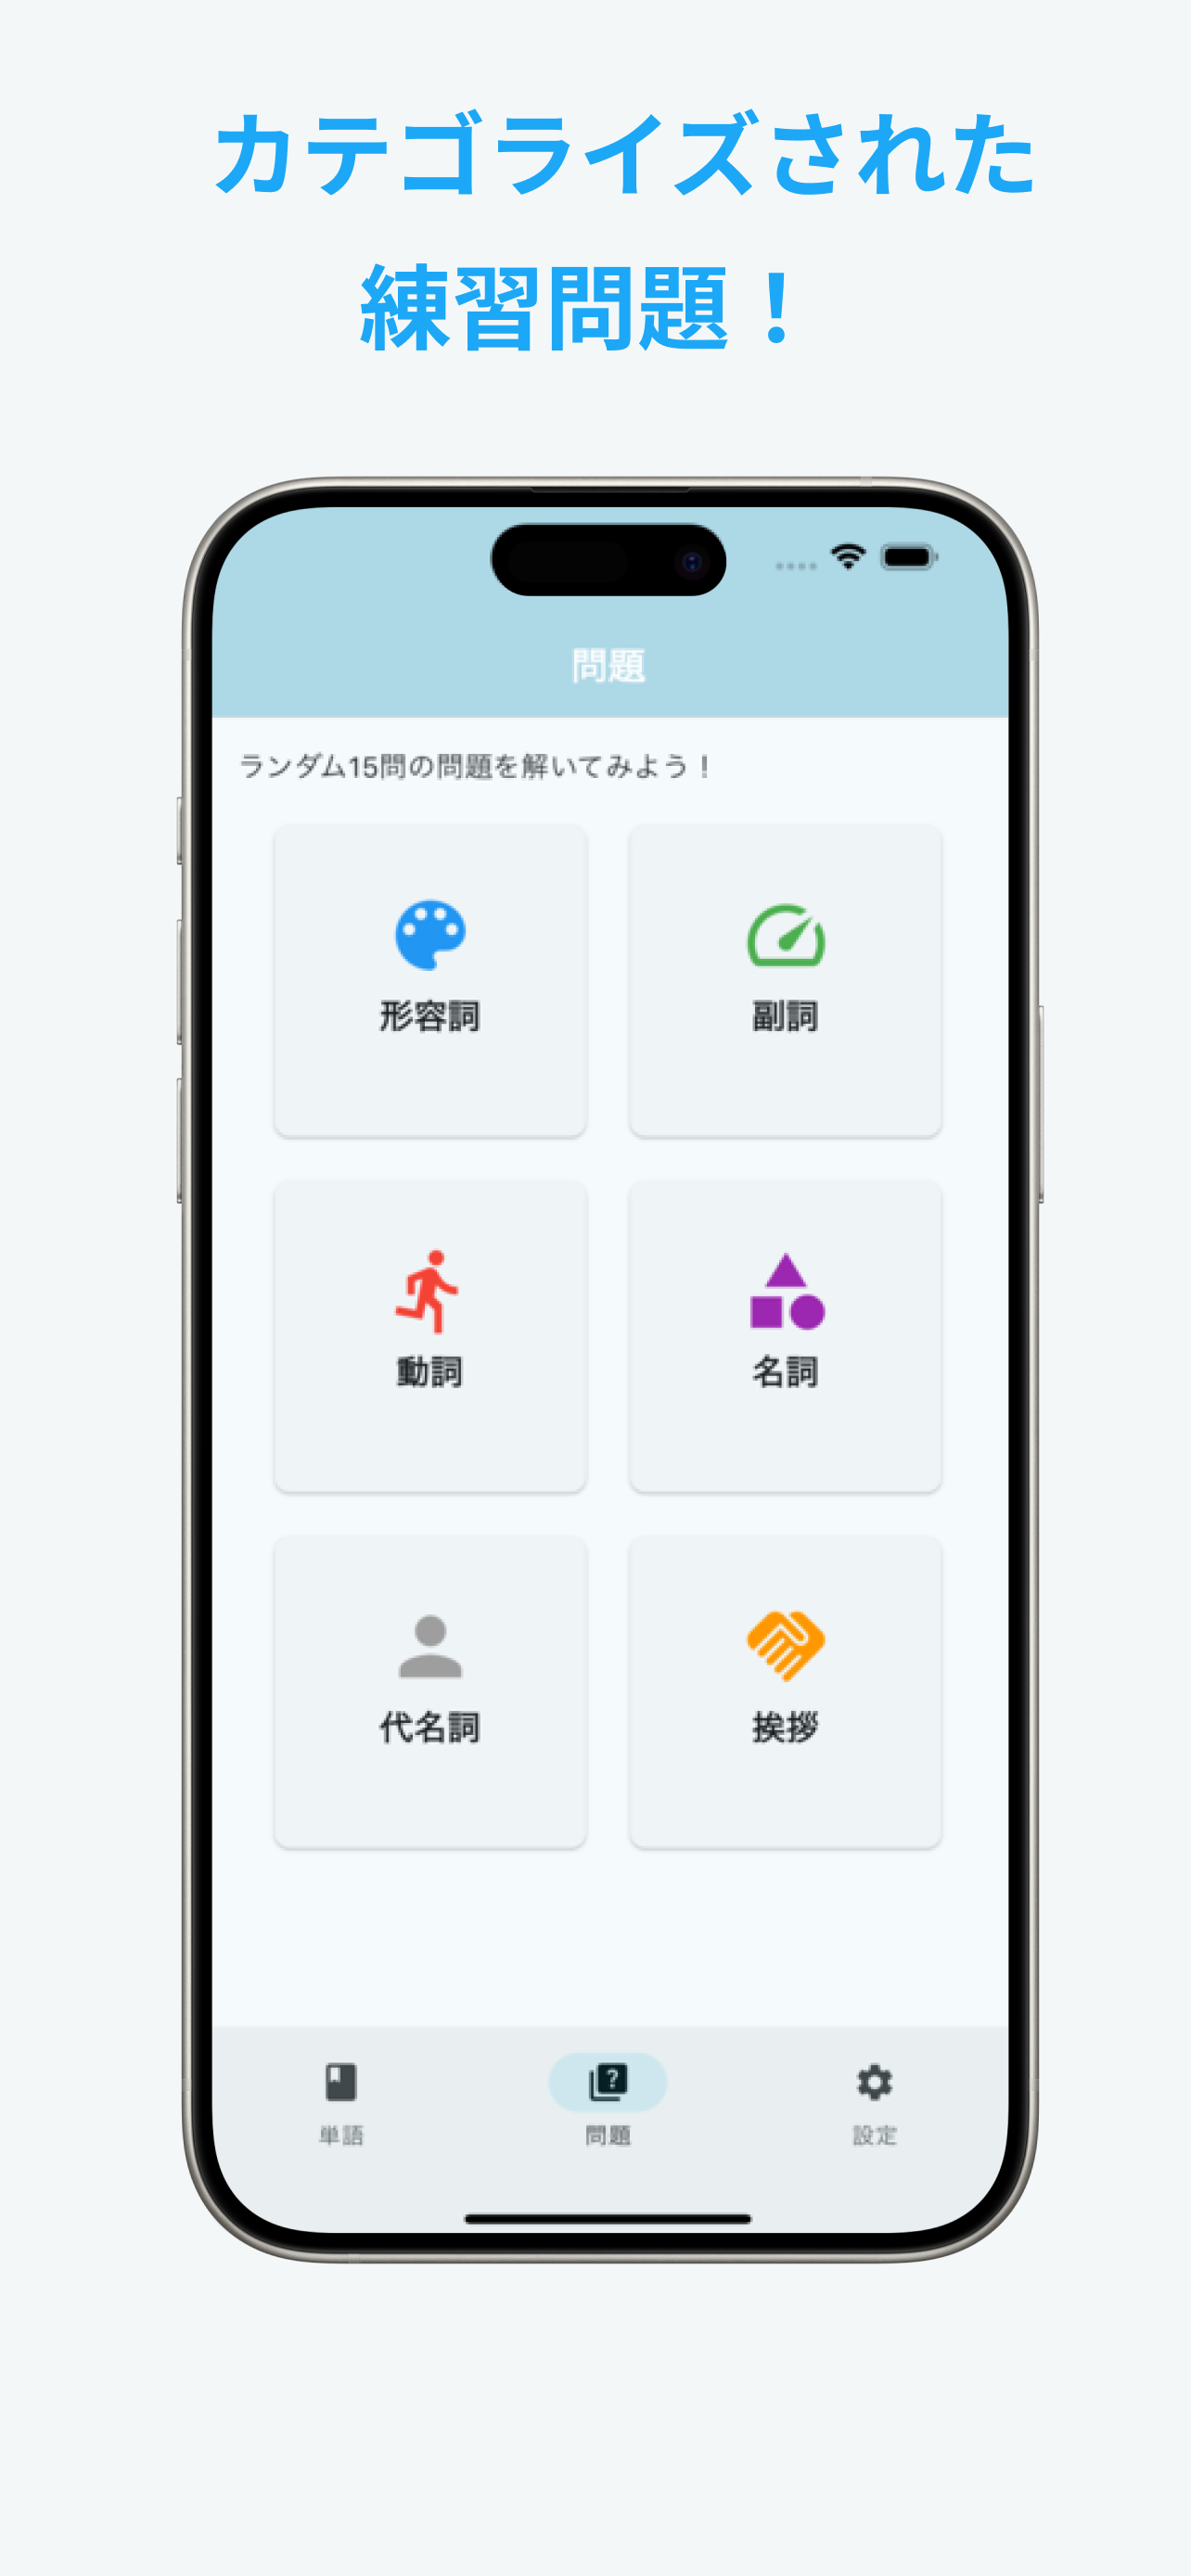 カテゴライズされた
練習問題！
問題
ランダム15問の問題を解いてみよう！
形容詞
副詞
動詞
名詞
代名詞
挨拶
?
単語
問題
設定